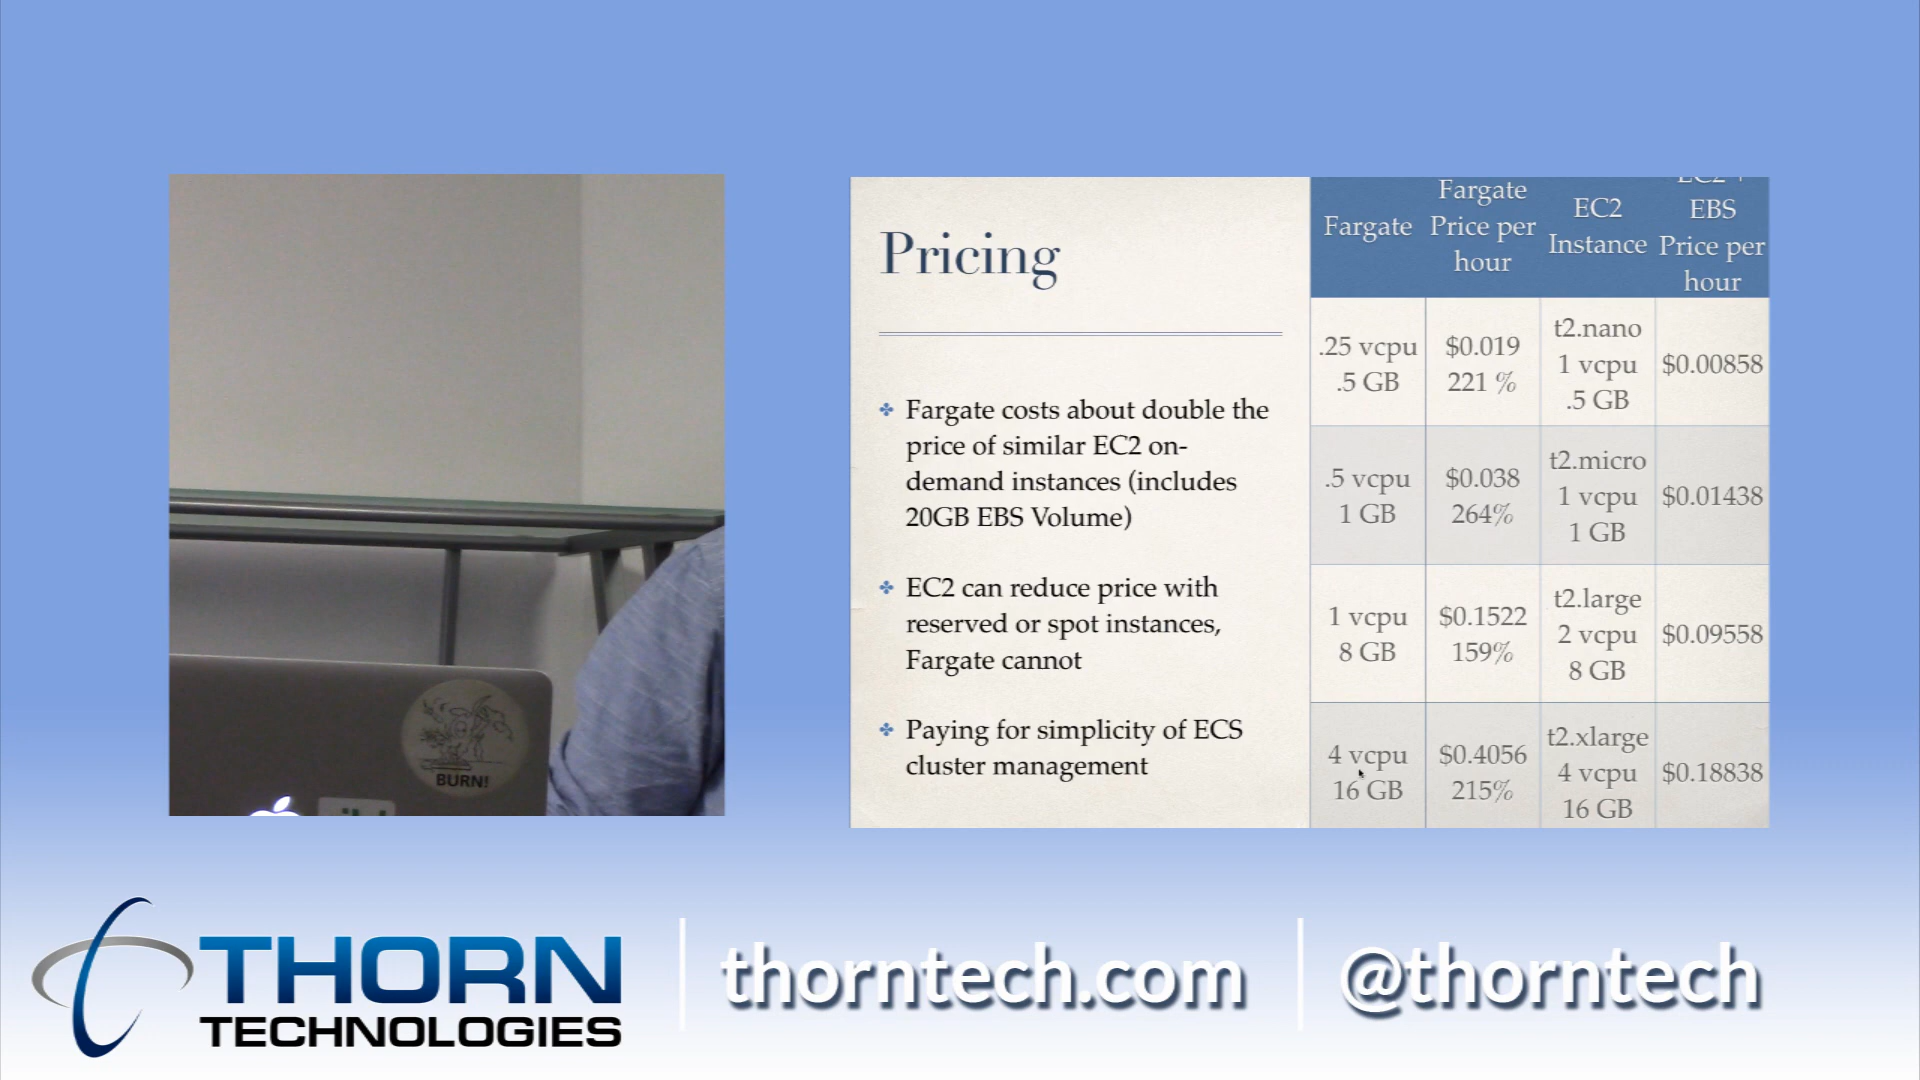 Pricing
Fargate costs about double the
price of similar EC2 on-
demand instances (includes
20GB EBS Volume)
EC2 can reduce price with
reserved or spot instances,
Fargate cannot
Paying for simplicity of ECS
cluster management
Fargate
Fargate
Price per
hour
EC2
Instance
EC2 +
EBS
Price per
hour
.25 vcpu
.5 GB
$0.019
221 %
t2.nano
1 vcpu
.5 GB
$0.00858
.5 vcpu
1 GB
$0.038
264%
t2.micro
1 vcpu
1 GB
$0.01438
1 vcpu
8 GB
$0.1522
159%
t2.large
2 vcpu
8 GB
$0.09558
4 vcpu
16 GB
$0.4056
215%
t2.xlarge
4 vcpu
16 GB
$0.18838
BURN!
THORN
TECHNOLOGIES
thorntech.com
@thorntech